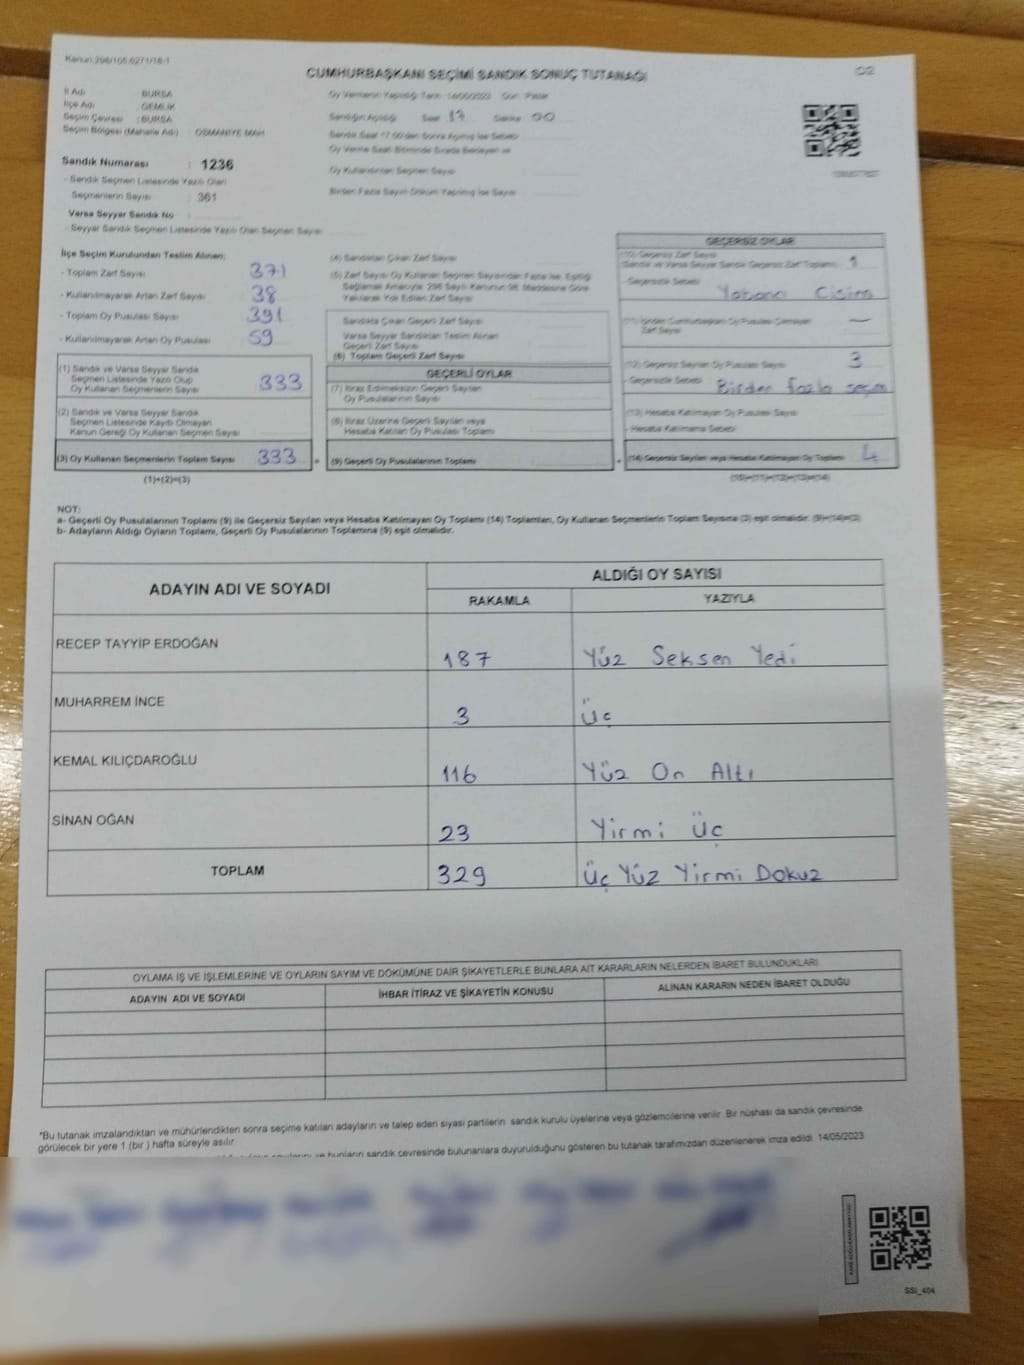 Kanun 298/105,6271/18-1
CUMHURBAŞKANI SEÇİMİ SANDIK SONUÇ TUTANAĞI
İl Adı : BURSA
İlçe Adı : GEMLİK
Seçim Çevresi : BURSA
Seçim Bölgesi (Mahalle Adı) : OSMANİYE MAH.
Sandık Numarası : 1236
- Sandık Seçmen Listesinde Yazılı Olan
Seçmenlerin Sayısı : 361
Varsa Seyyar Sandık No :
- Seyyar Sandık Seçmen Listesinde Yazılı Olan Seçmen Sayısı
Oy Vermenin Yapıldığı Tarih : 14/05/2023 Gün : Pazar
Sandığın Açıldığı Saat 17 Dakika 00
Sandık Saat 17.00'den Sonra Açılmış İse Sebebi
Oy Verme Saati Bitiminde Sırada Bekleyen ve
Oy Kullandırılan Seçmen Sayısı
Birden Fazla Sayım Döküm Yapılmış İse Sayısı
İlçe Seçim Kurulundan Teslim Alınan;
- Toplam Zarf Sayısı 371
- Kullanılmayarak Artan Zarf Sayısı 38
- Toplam Oy Pusulası Sayısı 391
- Kullanılmayarak Artan Oy Pusulası 59
(1) Sandık ve Varsa Seyyar Sandık
Seçmen Listesinde Yazılı Olup
Oy Kullanan Seçmenlerin Sayısı 333
(2) Sandık ve Varsa Seyyar Sandık
Seçmen Listesinde Kaydı Olmayan
Kanun Gereği Oy Kullanan Seçmen Sayısı
(3) Oy Kullanan Seçmenlerin Toplam Sayısı 333 =
(1)+(2)=(3)
(4) Sandıktan Çıkan Zarf Sayısı
(5) Zarf Sayısı Oy Kullanan Seçmen Sayısından Fazla İse, Eşitliği
Sağlamak Amacıyla, 298 Sayılı Kanunun 98. Maddesine Göre
Yakılarak Yok Edilen Zarf Sayısı
Sandıkta Çıkan Geçerli Zarf Sayısı
Varsa Seyyar Sandıktan Teslim Alınan
Geçerli Zarf Sayısı
(6) Toplam Geçerli Zarf Sayısı
GEÇERLİ OYLAR
(7) İtiraz Edilmeksizin Geçerli Sayılan
Oy Pusulalarının Sayısı
(8) İtiraz Üzerine Geçerli Sayılan veya
Hesaba Katılan Oy Pusulası Toplamı
(9) Geçerli Oy Pusulalarının Toplamı +
GEÇERSİZ OYLAR
(10) Geçersiz Zarf Sayısı
(Sandık ve Varsa Seyyar Sandık Geçersiz Zarf Toplamı) 1
- Geçersizlik Sebebi Yabancı Cisim
(11) İçinden Cumhurbaşkanı Oy Pusulası Çıkmayan
Zarf Sayısı —
(12) Geçersiz Sayılan Oy Pusulası Sayısı 3
- Geçersizlik Sebebi Birden fazla seçim
(13) Hesaba Katılmayan Oy Pusulası Sayısı
- Hesaba Katılmama Sebebi
(14) Geçersiz Sayılan veya Hesaba Katılmayan Oy Toplamı 4
(10)+(11)+(12)+(13)=(14)
NOT:
a- Geçerli Oy Pusulalarının Toplamı (9) ile Geçersiz Sayılan veya Hesaba Katılmayan Oy Toplamı (14) Toplamları, Oy Kullanan Seçmenlerin Toplam Sayısına (3) eşit olmalıdır. (9)+(14)=(3)
b- Adayların Aldığı Oyların Toplamı, Geçerli Oy Pusulalarının Toplamına (9) eşit olmalıdır.
ADAYIN ADI VE SOYADI ALDIĞI OY SAYISI
RAKAMLA YAZIYLA
RECEP TAYYİP ERDOĞAN 187 Yüz Seksen Yedi
MUHARREM İNCE 3 Üç
KEMAL KILIÇDAROĞLU 116 Yüz On Altı
SİNAN OĞAN 23 Yirmi Üç
TOPLAM 329 Üç Yüz Yirmi Dokuz
OYLAMA İŞ VE İŞLEMLERİNE VE OYLARIN SAYIM VE DÖKÜMÜNE DAİR ŞİKAYETLERLE BUNLARA AİT KARARLARIN NELERDEN İBARET BULUNDUKLARI
ADAYIN ADI VE SOYADI İHBAR İTİRAZ VE ŞİKAYETİN KONUSU ALINAN KARARIN NEDEN İBARET OLDUĞU
*Bu tutanak imzalandıktan ve mühürlendikten sonra seçime katılan adayların ve talep eden siyasi partilerin sandık kurulu üyelerine veya gözlemcilerine verilir. Bir nüshası da sandık çevresinde
görülecek bir yere 1 (bir ) hafta süreyle asılır.
ve bunların sandık çevresinde bulunanlara duyurulduğunu gösteren bu tutanak tarafımızdan düzenlenerek imza edildi. 14/05/2023
SSİ_404